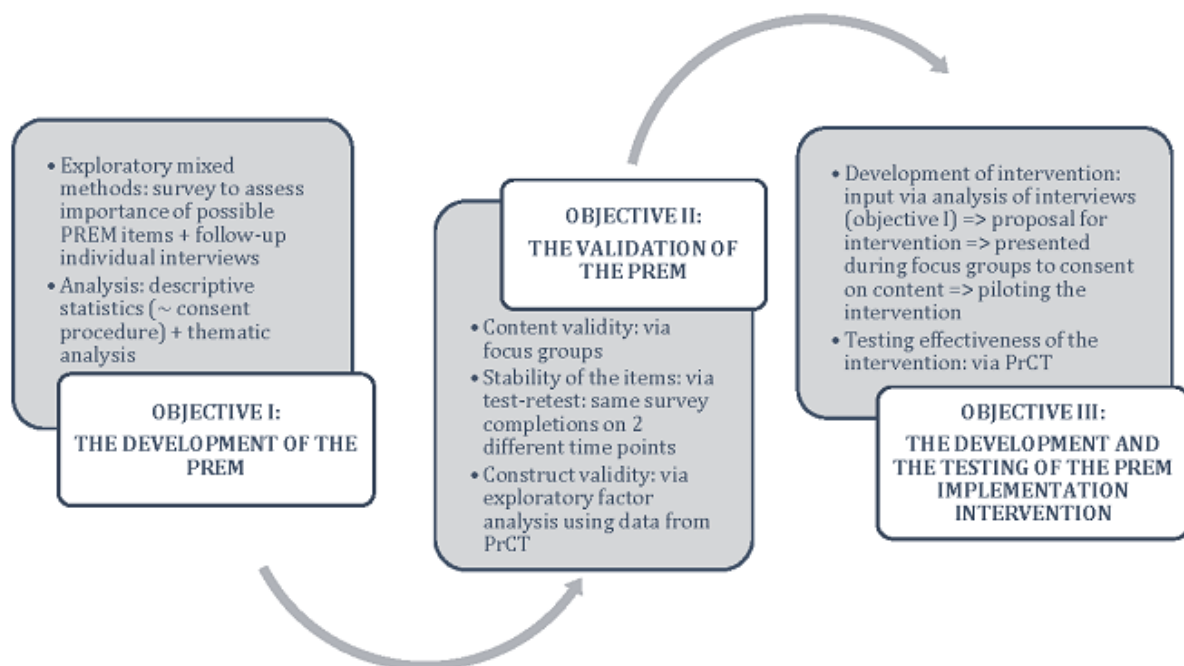 • Exploratory mixed
methods: survey to assess
importance of possible
PREM items + follow-up
individual interviews
• Analysis: descriptive
statistics (~ consent
procedure) + thematic
analysis
OBJECTIVE I:
THE DEVELOPMENT OF THE
PREM
OBJECTIVE II:
THE VALIDATION OF
THE PREM
• Content validity: via
focus groups
• Stability of the items: via
test-retest: same survey
completions on 2
different time points
• Construct validity: via
exploratory factor
analysis using data from
PrCT
• Development of intervention:
input via analysis of interviews
(objective I) => proposal for
intervention => presented
during focus groups to consent
on content => piloting the
intervention
• Testing effectiveness of the
intervention: via PrCT
OBJECTIVE III:
THE DEVELOPMENT AND
THE TESTING OF THE PREM
IMPLEMENTATION
INTERVENTION